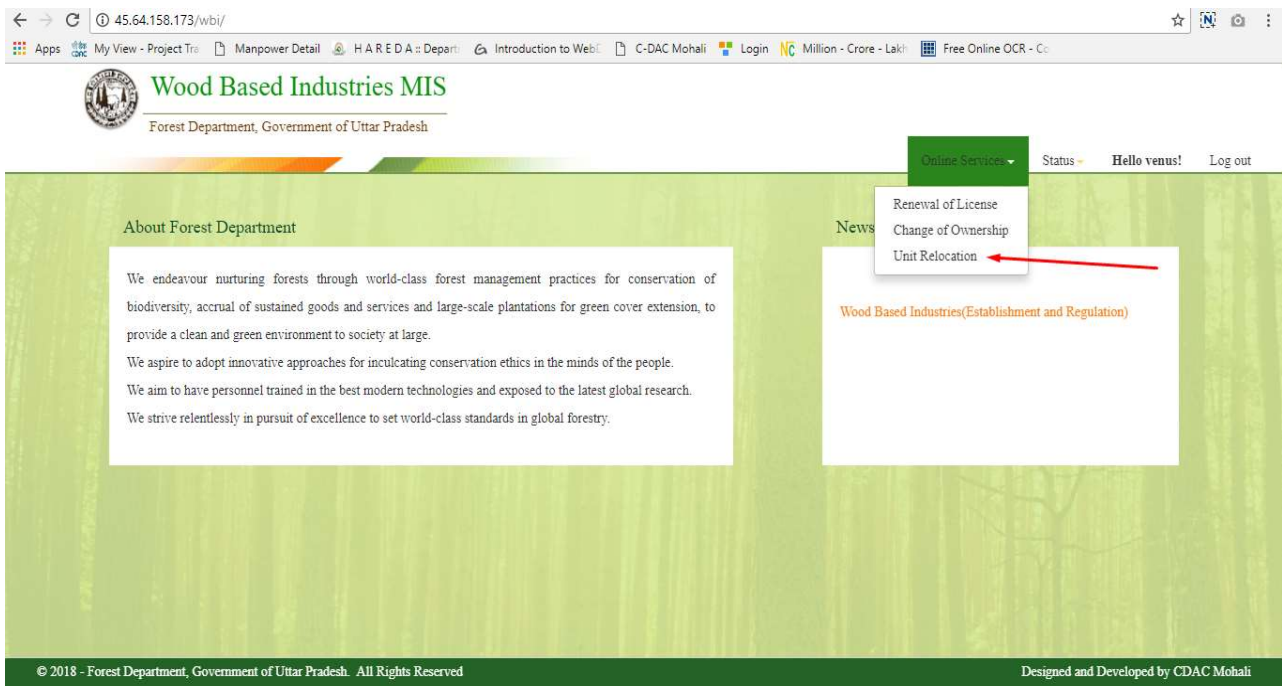 45.64.158.173/wbi/
Apps My View - Project Tra Manpower Detail H A R E D A :: Depart Introduction to Web C-DAC Mohali Login Million - Crore - Lakh Free Online OCR - Co
Wood Based Industries MIS
Forest Department, Government of Uttar Pradesh
Online Services Status Hello venus! Log out
Renewal of License
Change of Ownership
Unit Relocation
About Forest Department
News
We endeavour nurturing forests through world-class forest management practices for conservation of
biodiversity, accrual of sustained goods and services and large-scale plantations for green cover extension, to
provide a clean and green environment to society at large.
We aspire to adopt innovative approaches for inculcating conservation ethics in the minds of the people.
We aim to have personnel trained in the best modern technologies and exposed to the latest global research.
We strive relentlessly in pursuit of excellence to set world-class standards in global forestry.
Wood Based Industries(Establishment and Regulation)
© 2018 - Forest Department, Government of Uttar Pradesh. All Rights Reserved Designed and Developed by CDAC Mohali